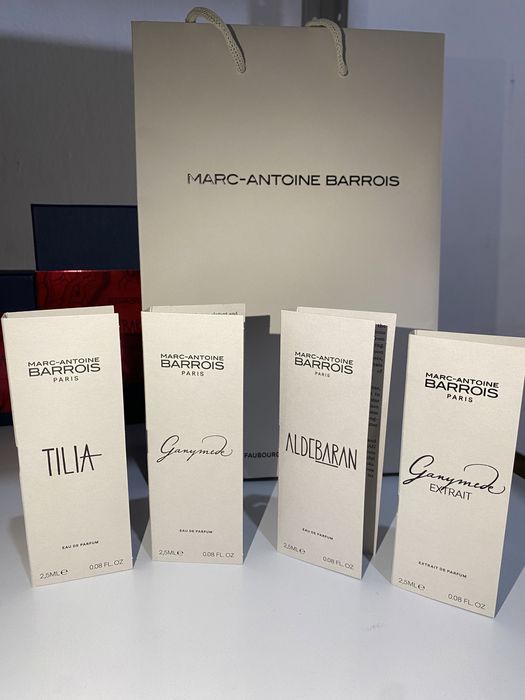 MARC-ANTOINE BARROIS
MARC-ANTOINE
BARROIS
PARIS
TILIA
EAU DE PARFUM
2,5ML℮ 0.08 FL. OZ
MARC-ANTOINE
BARROIS
PARIS
Ganymede
EAU DE PARFUM
2,5ML℮ 0.08 FL. OZ
FAUBOURG
MARC-ANTOINE
BARROIS
PARIS
ALDEBARAN
EAU DE PARFUM
2,5ML℮ 0.08 FL. OZ
MARC-ANTOINE
BARROIS
PARIS
Ganymede
EXTRAIT
EXTRAIT DE PARFUM
2,5ML℮ 0.08 FL. OZ